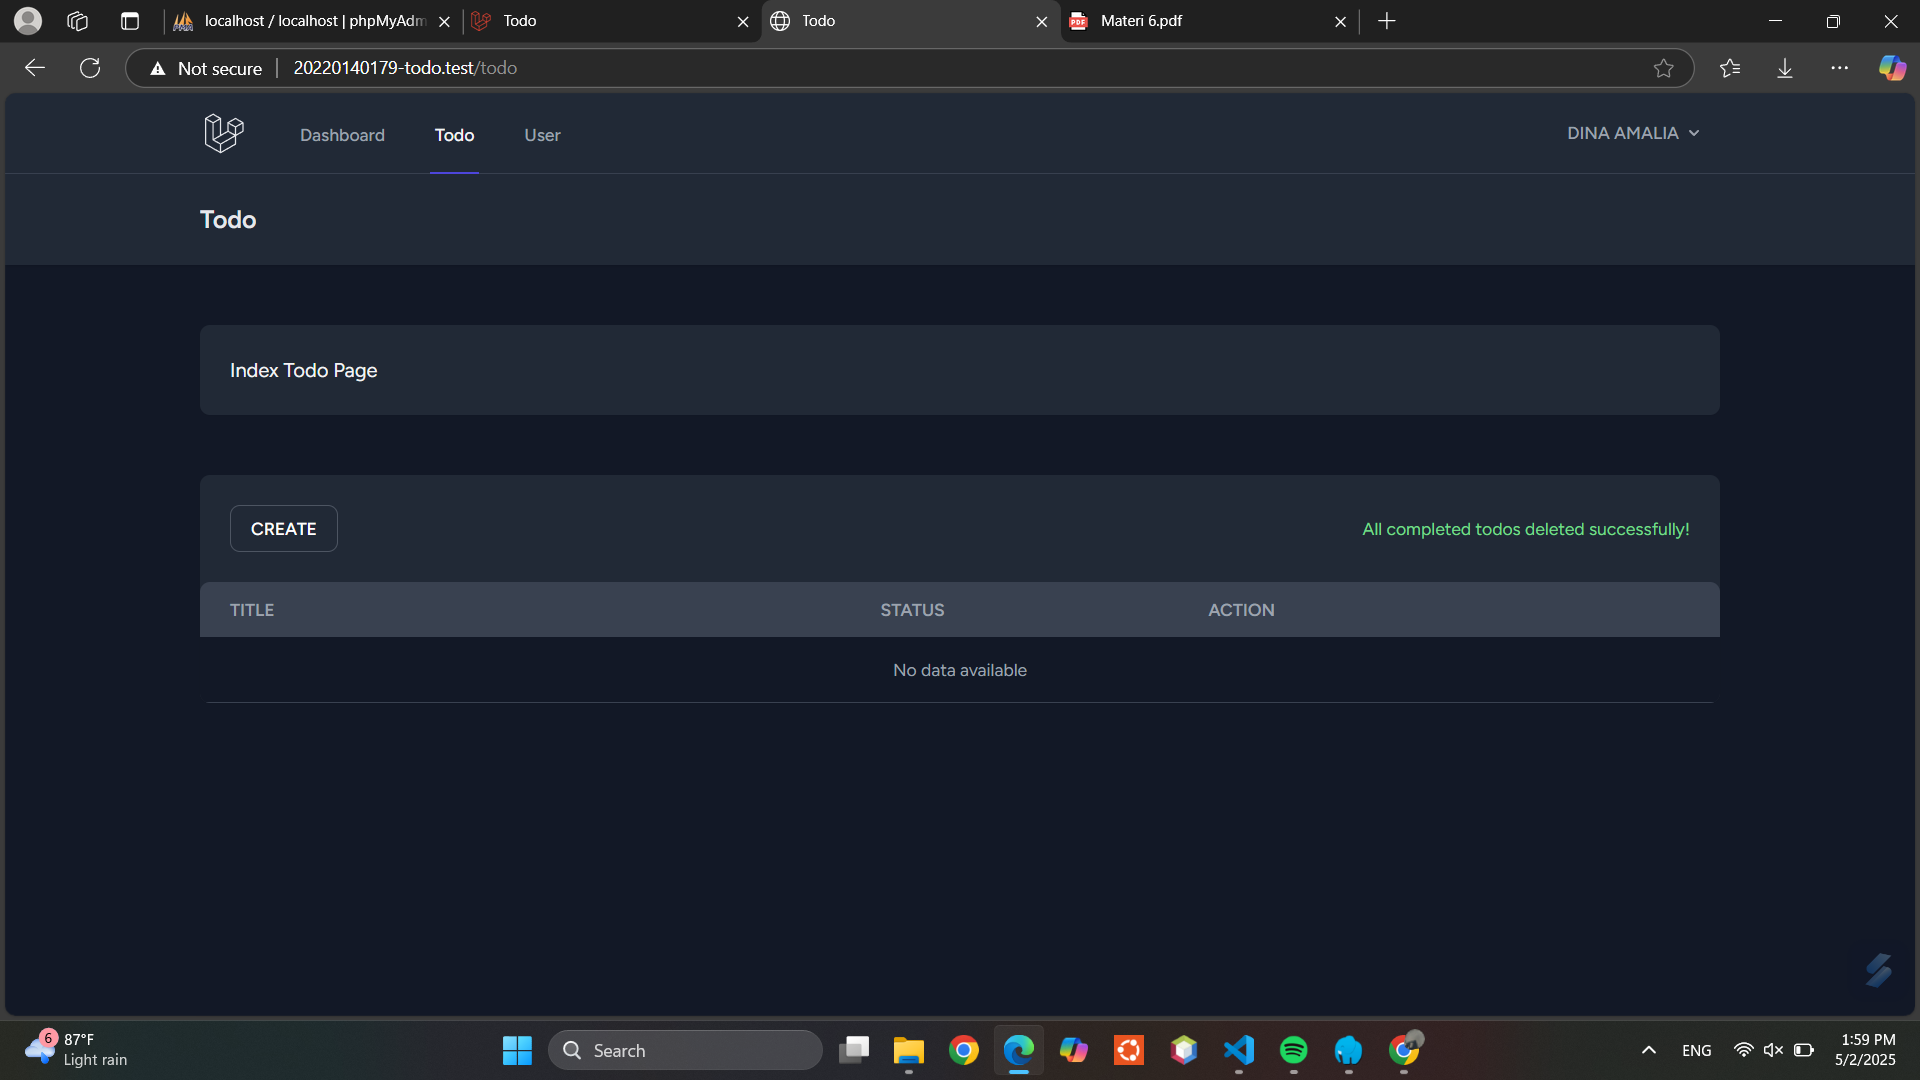 localhost / localhost | phpMyAdm
Todo
Todo
Materi 6.pdf
Not secure
20220140179-todo.test/todo
Dashboard
Todo
User
DINA AMALIA
Todo
Index Todo Page
CREATE
All completed todos deleted successfully!
TITLE STATUS ACTION
No data available
6
87°F
Light rain
Search
ENG
1:59 PM
5/2/2025